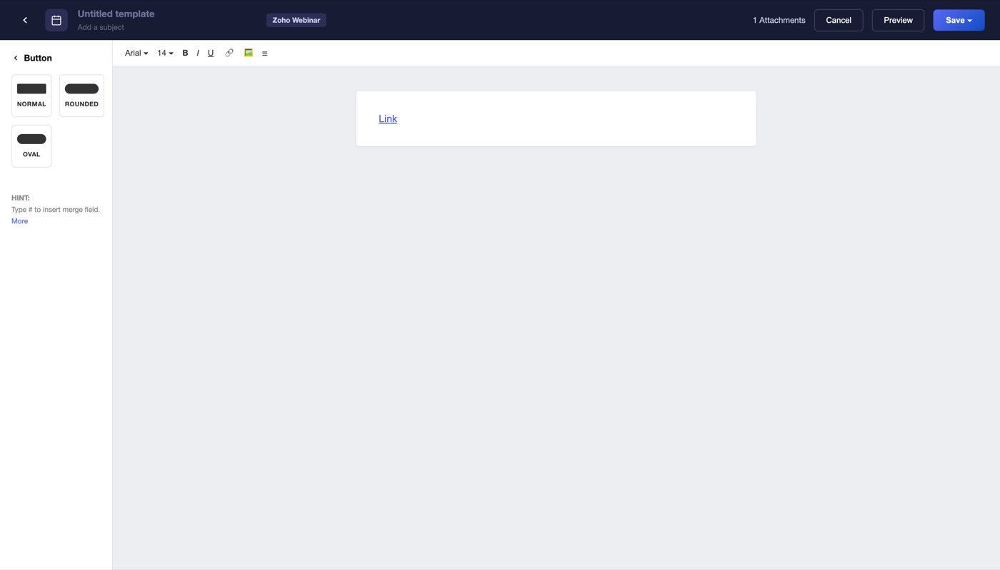 Untitled template
Add a subject
Zoho Webinar
1 Attachments
Cancel
Preview
Save
Button
Arial
14
B
I
U
NORMAL
ROUNDED
OVAL
HINT:
Type # to insert merge field.
More
Link